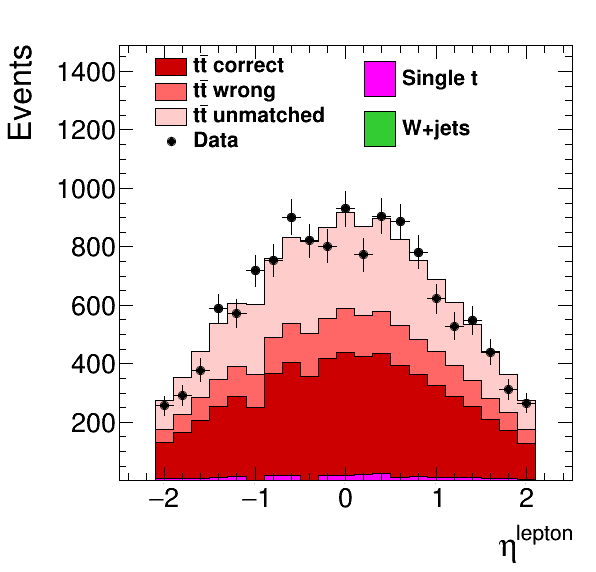 Events
1400
1200
1000
800
600
400
200
tt̄ correct
tt̄ wrong
tt̄ unmatched
Data
Single t
W+jets
−2 −1 0 1 2
η^lepton